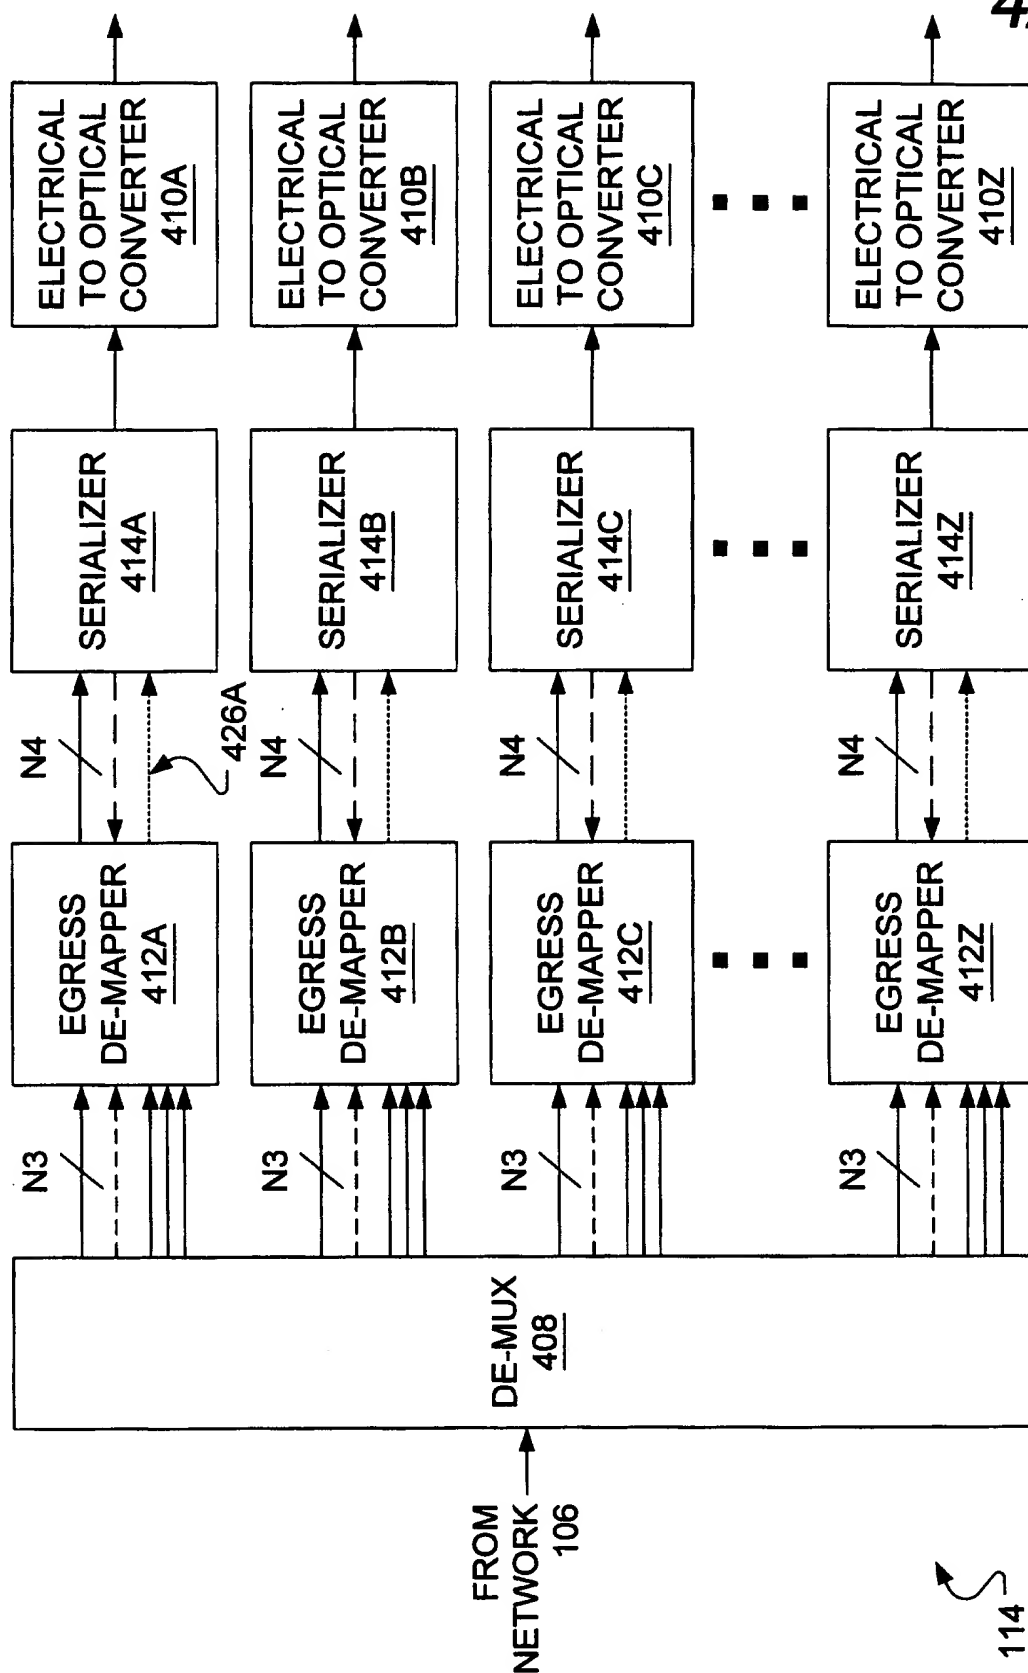 FROM
NETWORK
106
114
DE-MUX
408
N3
EGRESS
DE-MAPPER
412A
N4
426A
SERIALIZER
414A
ELECTRICAL
TO OPTICAL
CONVERTER
410A
N3
EGRESS
DE-MAPPER
412B
N4
SERIALIZER
414B
ELECTRICAL
TO OPTICAL
CONVERTER
410B
N3
EGRESS
DE-MAPPER
412C
N4
SERIALIZER
414C
ELECTRICAL
TO OPTICAL
CONVERTER
410C
N3
EGRESS
DE-MAPPER
412Z
N4
SERIALIZER
414Z
ELECTRICAL
TO OPTICAL
CONVERTER
410Z